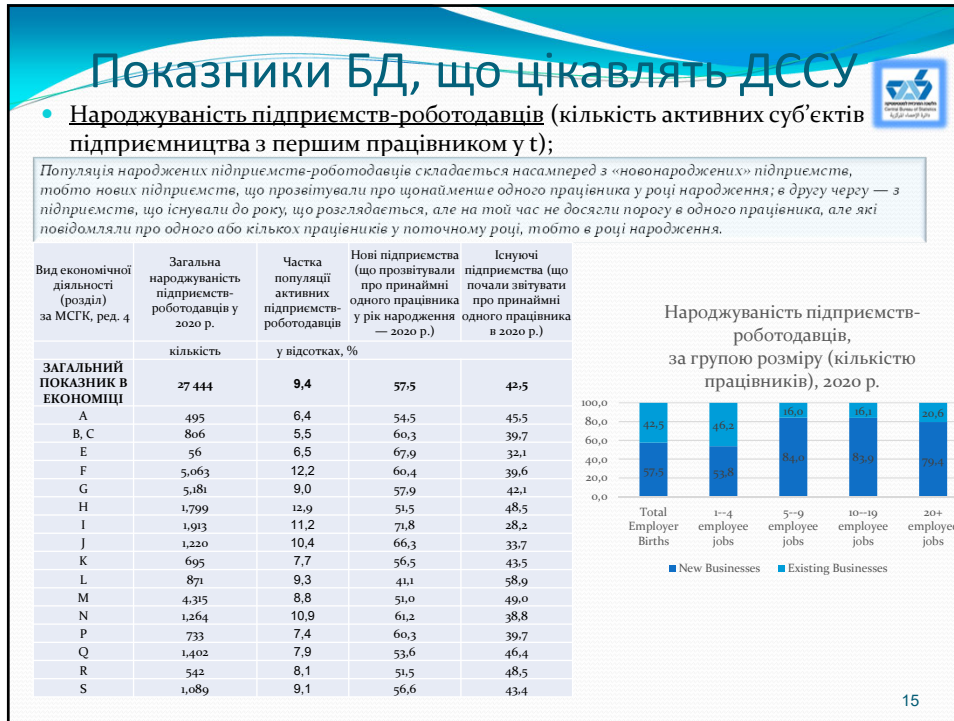 Показники БД, що цікавлять ДССУ
• Народжуваність підприємств-роботодавців (кількість активних суб’єктів
підприємництва з першим працівником у t);
Популяція народжених підприємств-роботодавців складається насамперед з «новонароджених» підприємств,
тобто нових підприємств, що прозвітували про щонайменше одного працівника у році народження; в другу чергу — з
підприємств, що існували до року, що розглядається, але на той час не досягли порогу в одного працівника, але які
повідомляли про одного або кількох працівників у поточному році, тобто в році народження.
Вид економічної
діяльності
(розділ)
за МСГК, ред. 4
Загальна
народжуваність
підприємств-
роботодавців у
2020 р.
Частка
популяції
активних
підприємств-
роботодавців
Нові підприємства
(що прозвітували
про принаймні
одного працівника
у рік народження
— 2020 р.)
Існуючі
підприємства (що
почали звітувати
про принаймні
одного працівника
в 2020 р.)
кількість у відсотках, %
ЗАГАЛЬНИЙ
ПОКАЗНИК В
ЕКОНОМІЦІ
27 444 9,4 57,5 42,5
A 495 6,4 54,5 45,5
B, C 806 5,5 60,3 39,7
E 56 6,5 67,9 32,1
F 5,063 12,2 60,4 39,6
G 5,181 9,0 57,9 42,1
H 1,799 12,9 51,5 48,5
I 1,913 11,2 71,8 28,2
J 1,220 10,4 66,3 33,7
K 695 7,7 56,5 43,5
L 871 9,3 41,1 58,9
M 4,315 8,8 51,0 49,0
N 1,264 10,9 61,2 38,8
P 733 7,4 60,3 39,7
Q 1,402 7,9 53,6 46,4
R 542 8,1 51,5 48,5
S 1,089 9,1 56,6 43,4
Народжуваність підприємств-
роботодавців,
за групою розміру (кількістю
працівників), 2020 р.
100,0
80,0
60,0
40,0
20,0
0,0
42,5 46,2 16,0 16,1 20,6
57,5 53,8 84,0 83,9 79,4
Total
Employer
Births
1--4
employee
jobs
5--9
employee
jobs
10--19
employee
jobs
20+
employee
jobs
New Businesses Existing Businesses
15